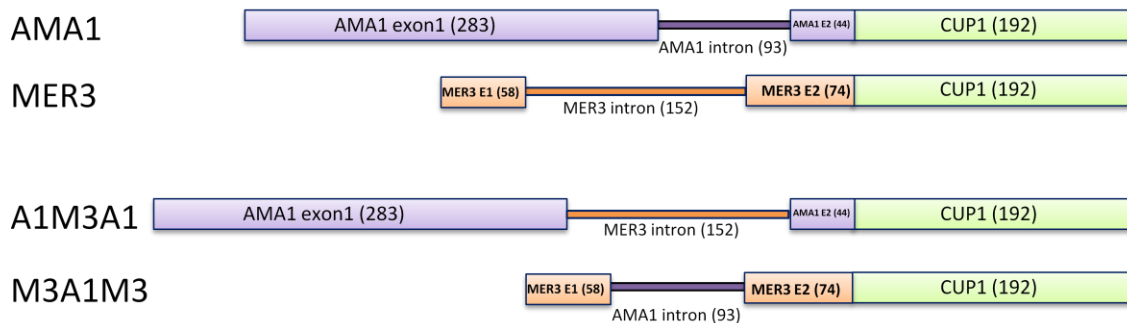 AMA1
AMA1 exon1 (283)
AMA1 E2 (44)
CUP1 (192)
AMA1 intron (93)
MER3
MER3 E1 (58)
MER3 E2 (74)
CUP1 (192)
MER3 intron (152)
A1M3A1
AMA1 exon1 (283)
AMA1 E2 (44)
CUP1 (192)
MER3 intron (152)
M3A1M3
MER3 E1 (58)
MER3 E2 (74)
CUP1 (192)
AMA1 intron (93)